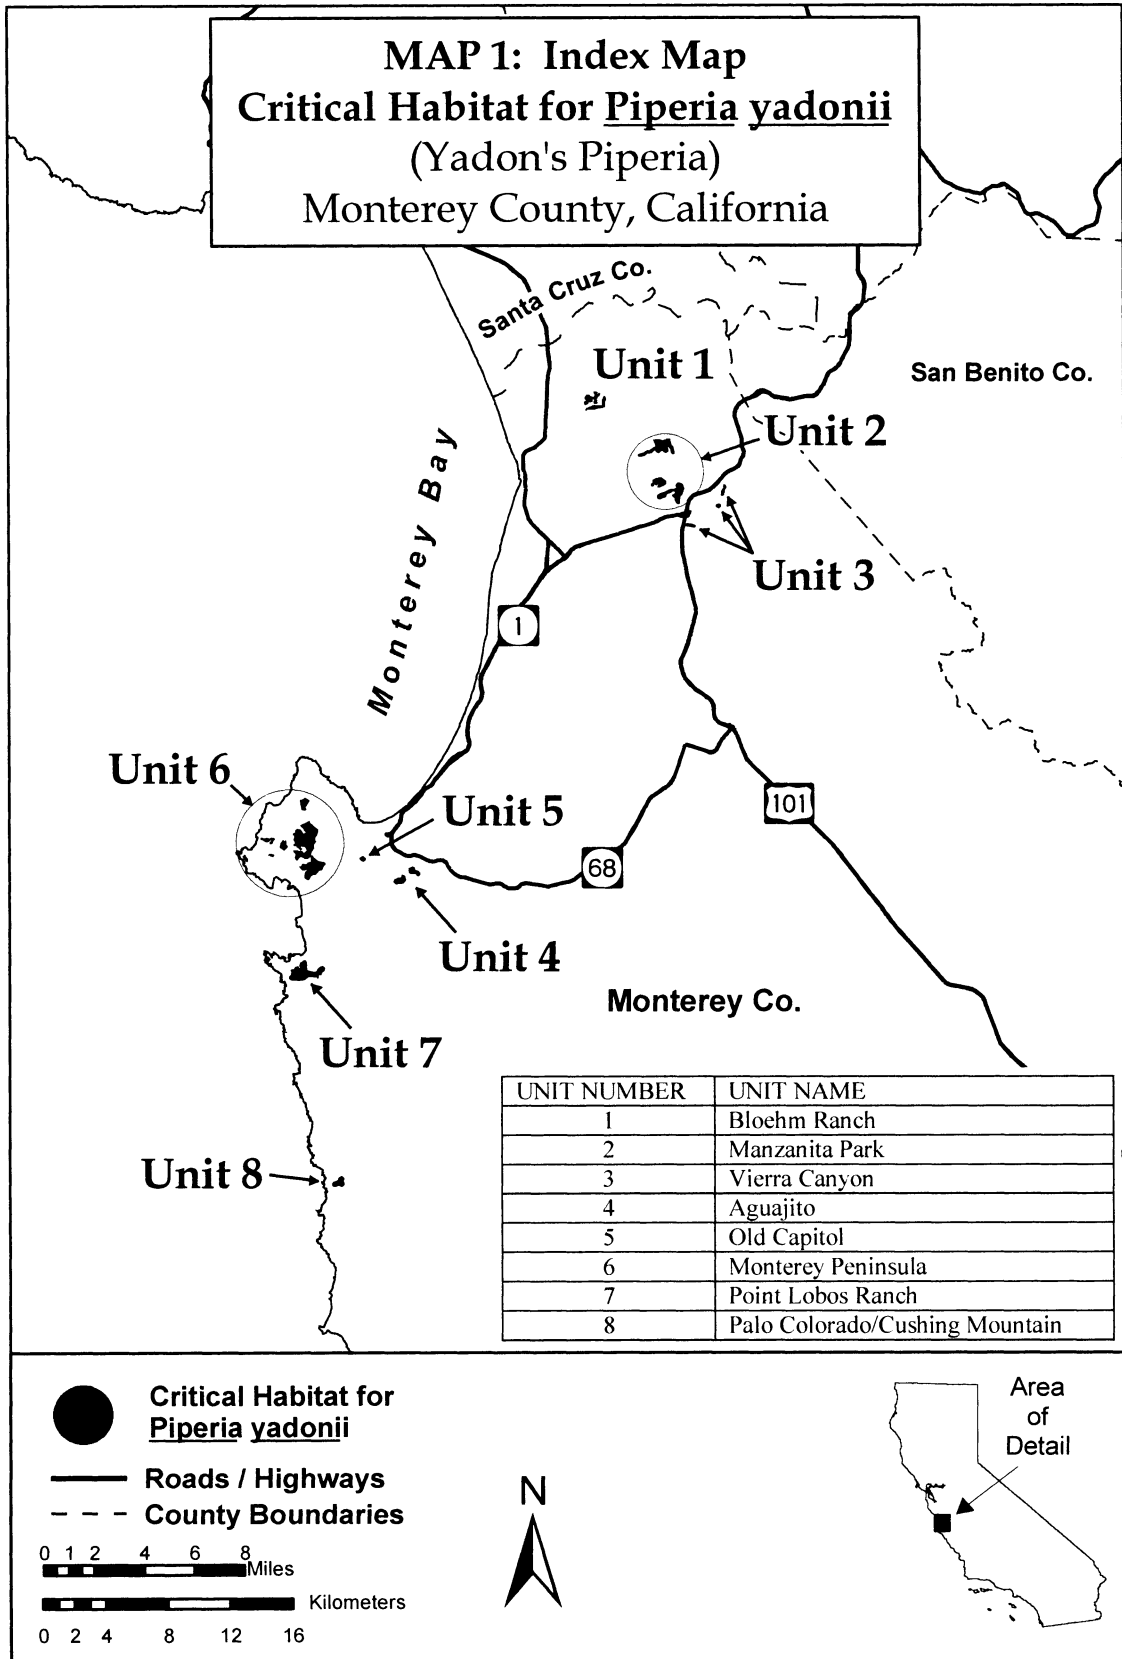 MAP 1: Index Map
Critical Habitat for Piperia yadonii
(Yadon's Piperia)
Monterey County, California
Santa Cruz Co.
Unit 1
San Benito Co.
Unit 2
Monterey Bay
Unit 3
1
Unit 6
Unit 5
101
68
Unit 4
Monterey Co.
Unit 7
UNIT NUMBER UNIT NAME
1 Bloehm Ranch
2 Manzanita Park
3 Vierra Canyon
4 Aguajito
5 Old Capitol
6 Monterey Peninsula
7 Point Lobos Ranch
8 Palo Colorado/Cushing Mountain
Unit 8
Critical Habitat for
Piperia yadonii
Roads / Highways
County Boundaries
0 1 2 4 6 8
Miles
Kilometers
0 2 4 8 12 16
N
Area
of
Detail